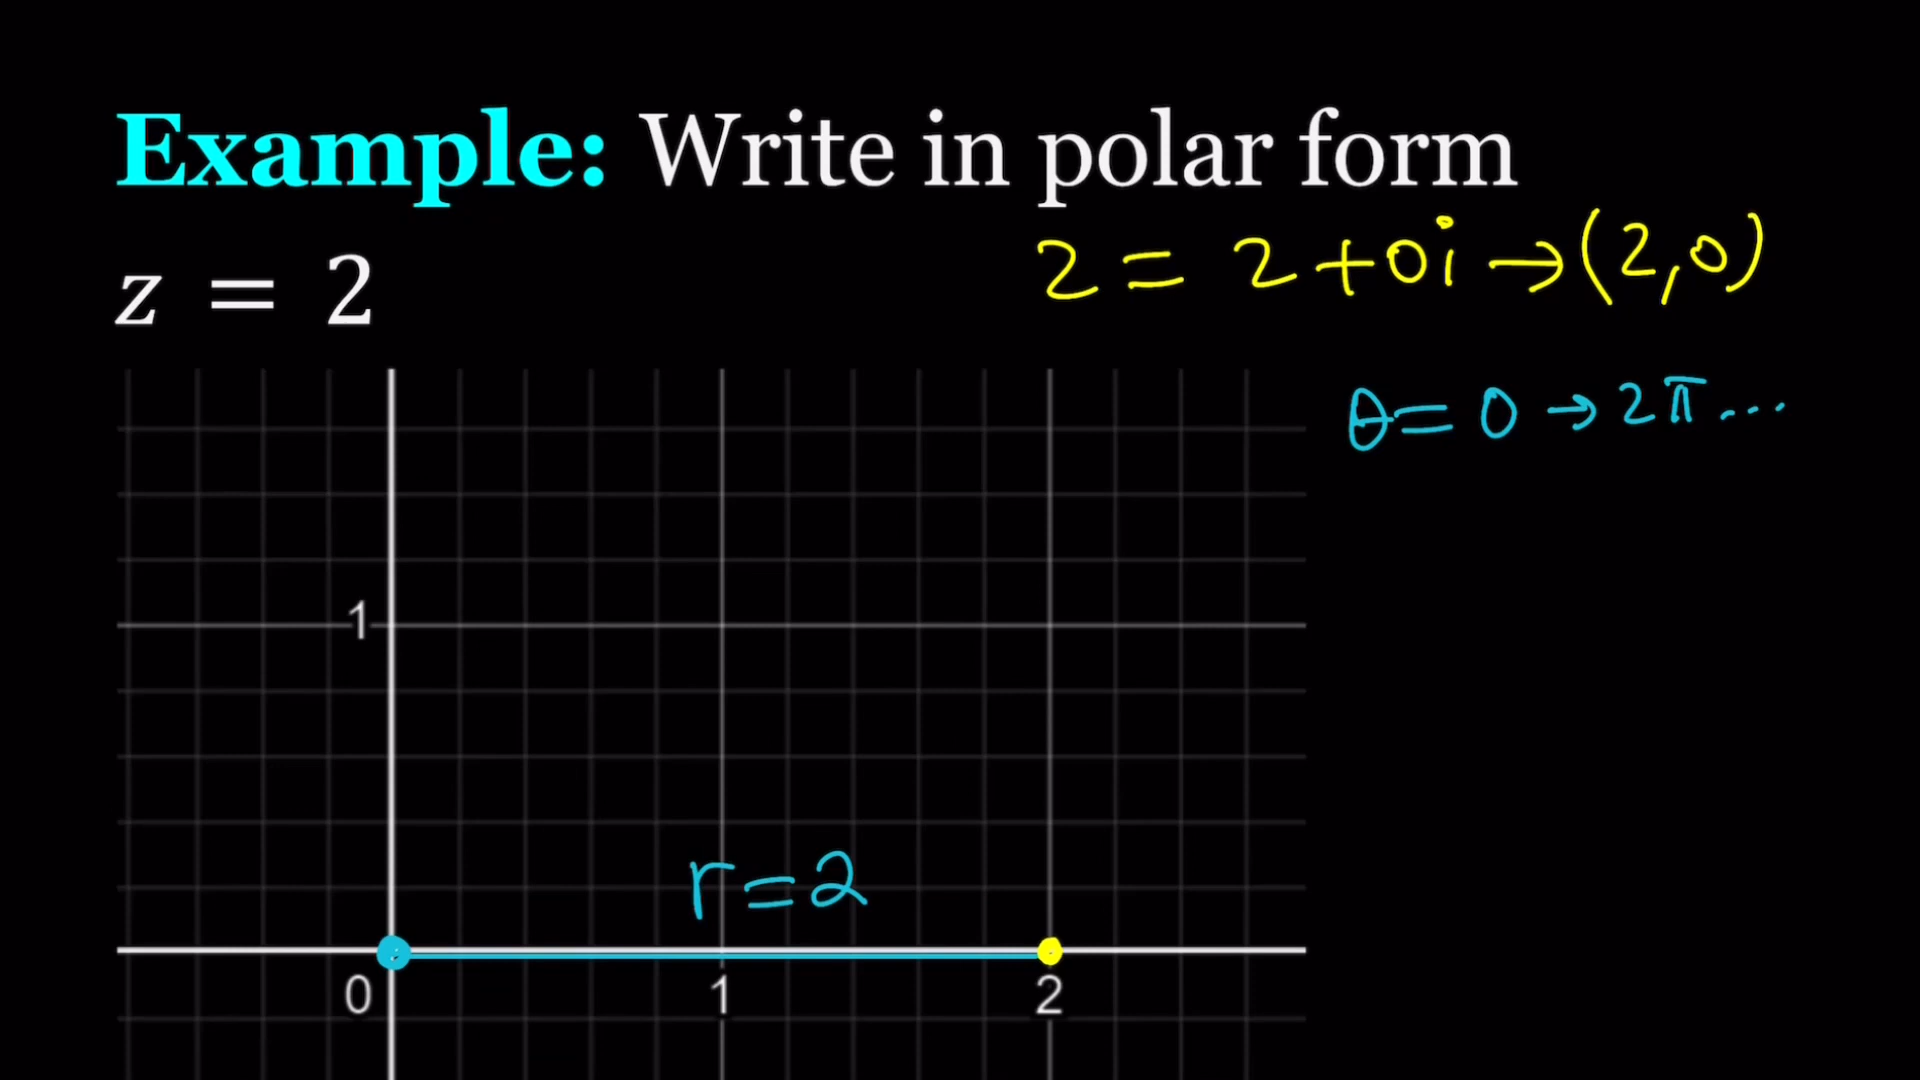 Example: Write in polar form
z = 2
2 = 2 + 0i → (2,0)
θ = 0 → 2π...
1
r = 2
0 1 2